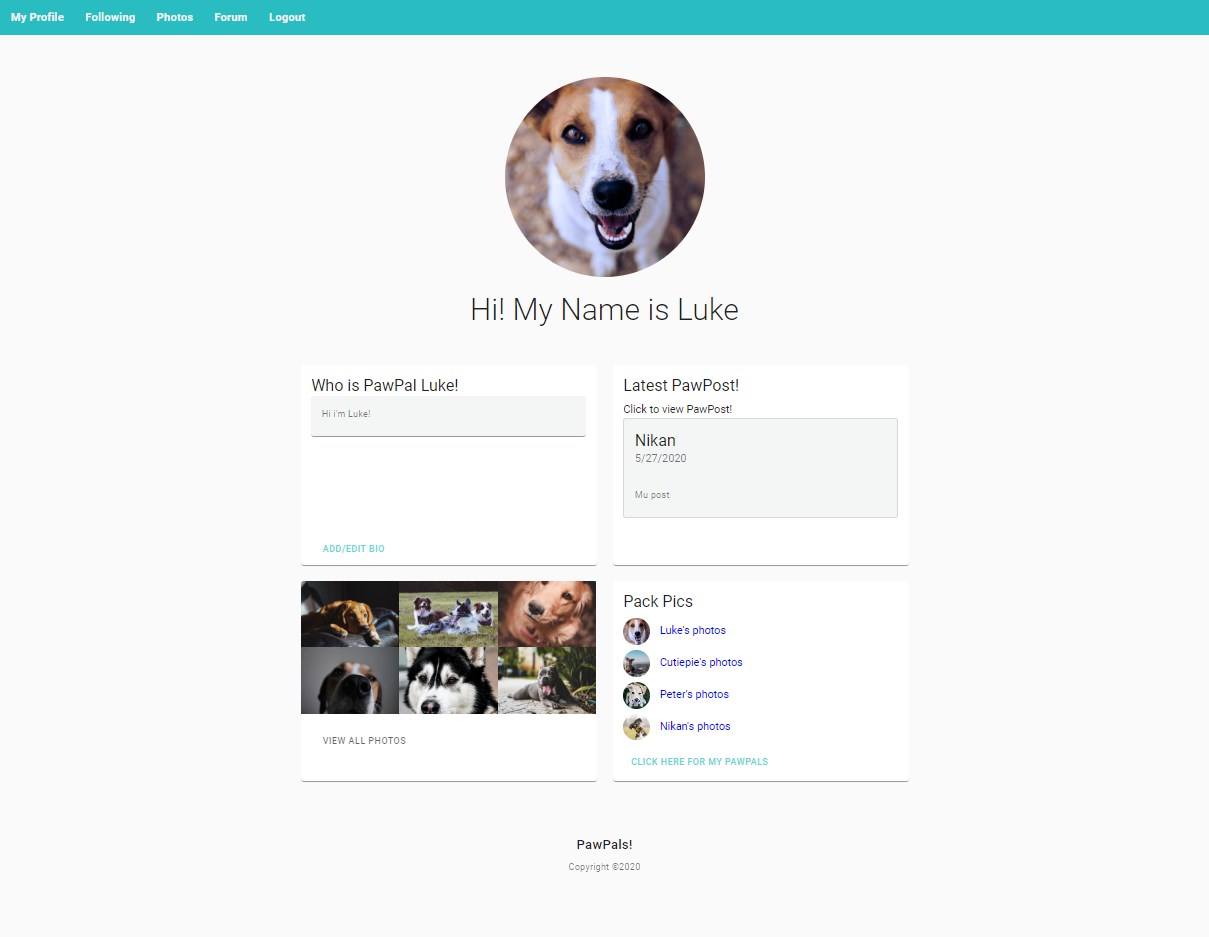 My Profile Following Photos Forum Logout
Hi! My Name is Luke
Who is PawPal Luke!
Hi i'm Luke!
ADD/EDIT BIO
Latest PawPost!
Click to view PawPost!
Nikan
5/27/2020
Mu post
VIEW ALL PHOTOS
Pack Pics
Luke's photos
Cutiepie's photos
Peter's photos
Nikan's photos
CLICK HERE FOR MY PAWPALS
PawPals!
Copyright ©2020